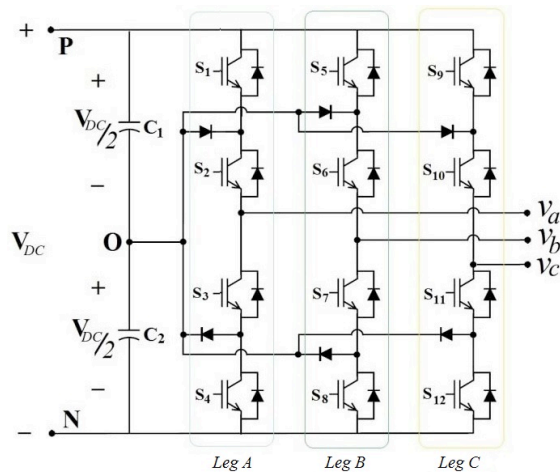 + P
S₁ S₅ S₉
+
V_DC/2 C₁
−
S₂ S₆ S₁₀
vₐ
V_DC O v_b
v_c
+
S₃ S₇ S₁₁
V_DC/2 C₂
−
S₄ S₈ S₁₂
− N
Leg A Leg B Leg C